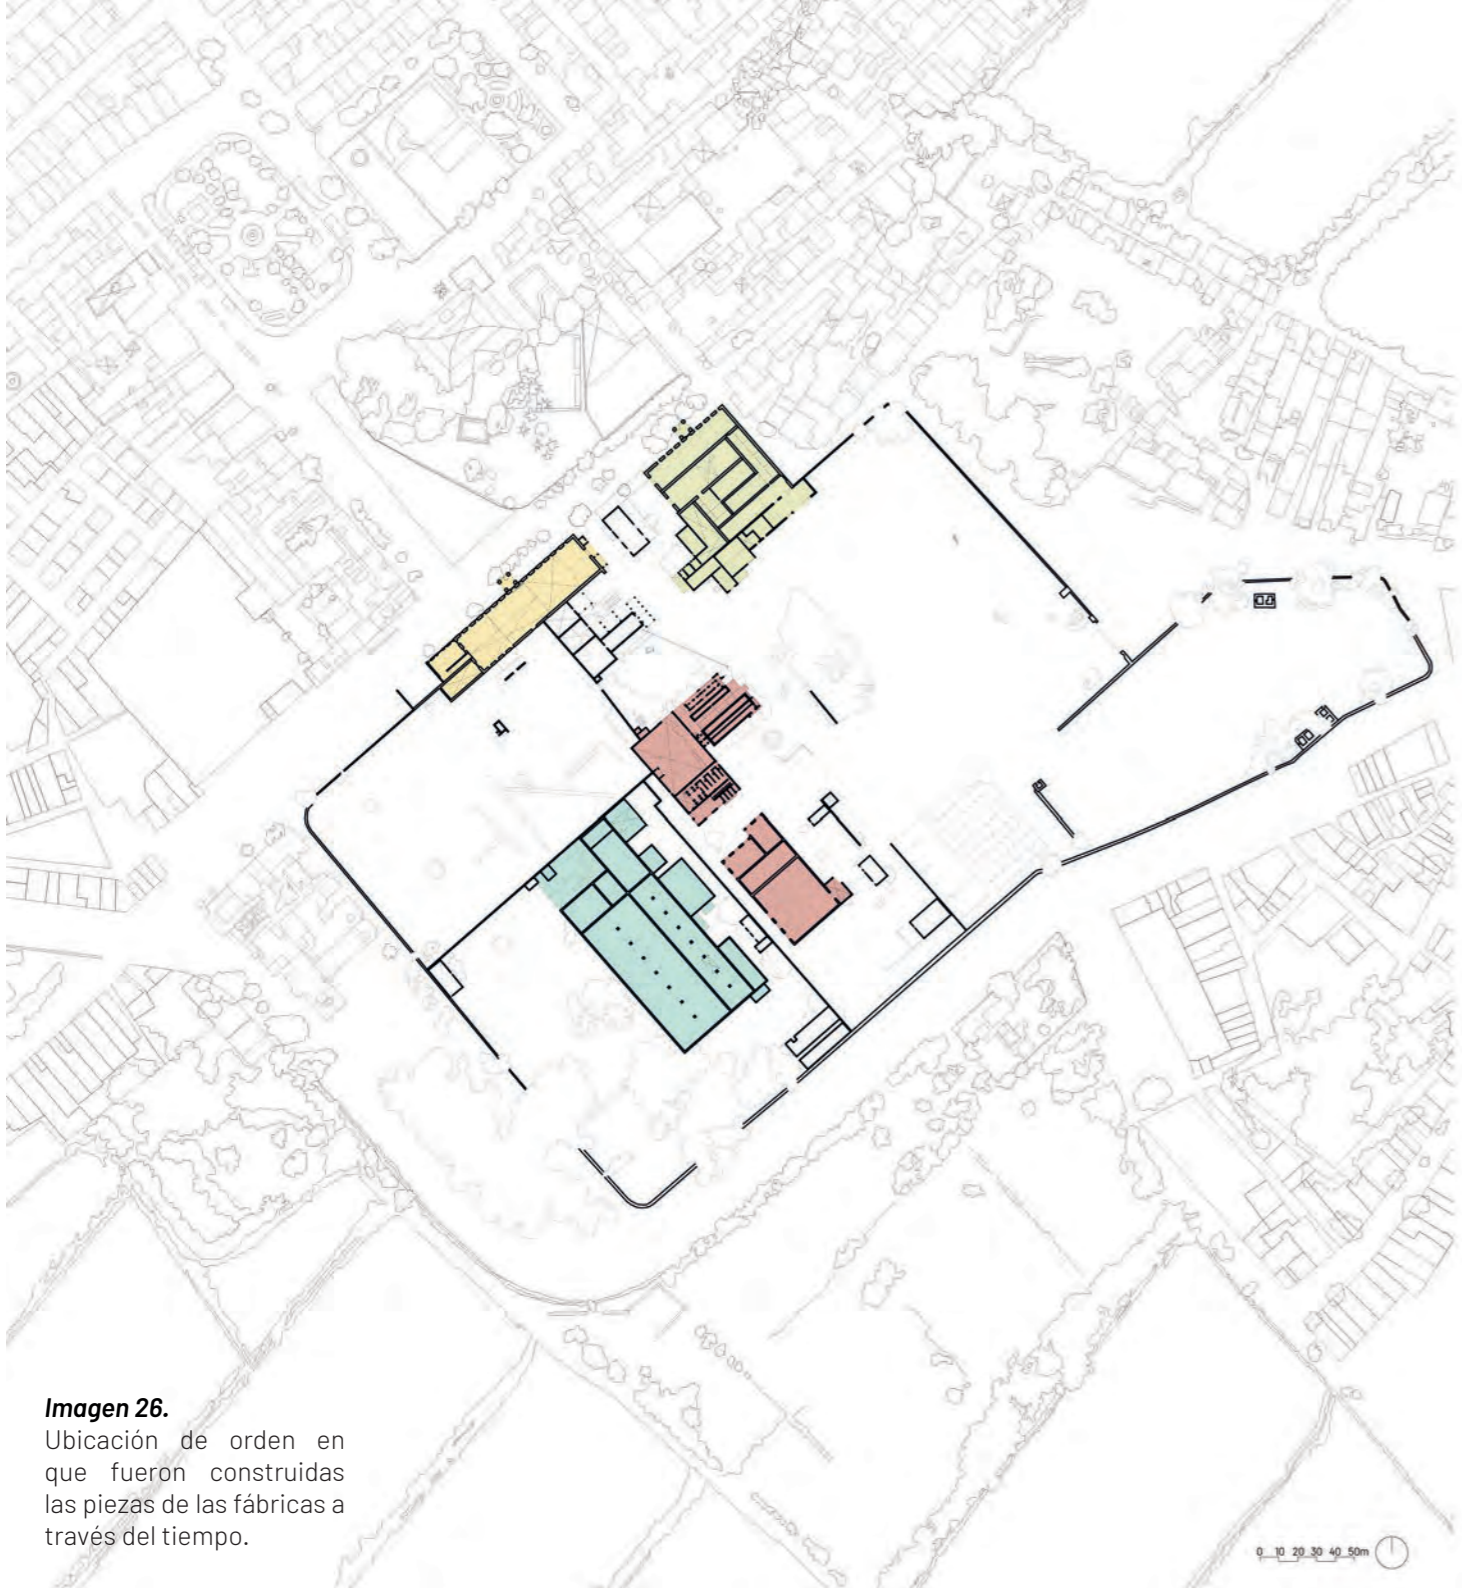 Imagen 26.
Ubicación de orden en
que fueron construidas
las piezas de las fábricas a
través del tiempo.
0 10 20 30 40 50m